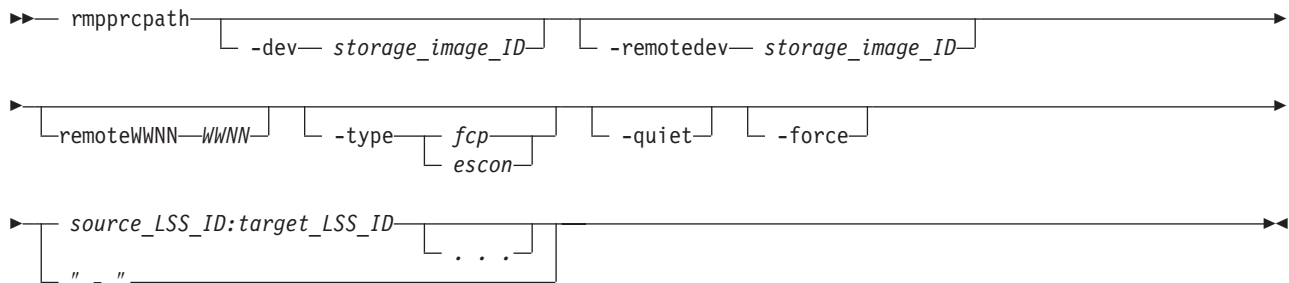 rmpprcpath
-dev storage_image_ID -remotedev storage_image_ID
remoteWWNN WWNN -type fcp -quiet -force
escon
source_LSS_ID:target_LSS_ID
. . .
" - "